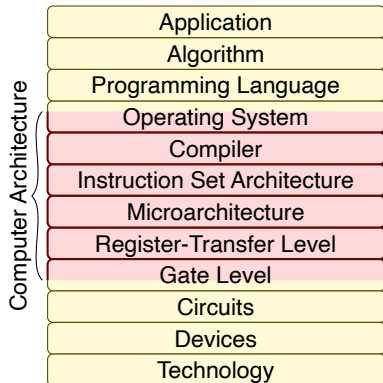 Application
Algorithm
Programming Language
Operating System
Compiler
Instruction Set Architecture
Microarchitecture
Register-Transfer Level
Gate Level
Circuits
Devices
Technology
Computer Architecture